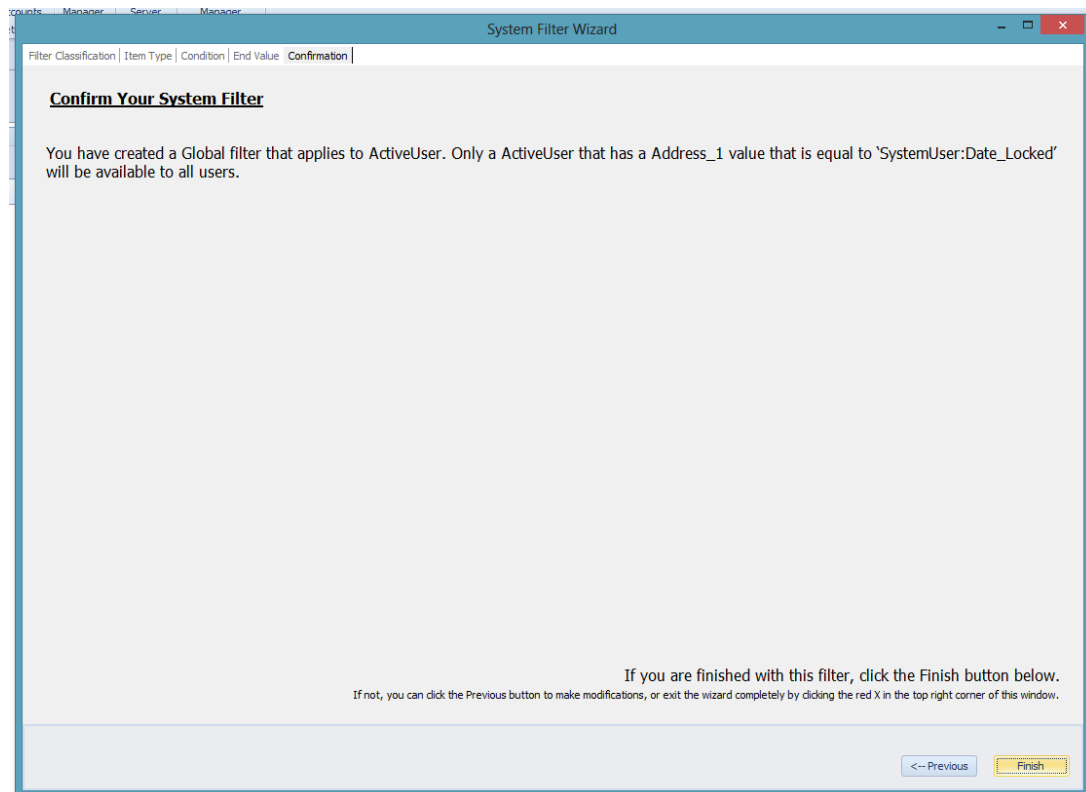 Manager Server Manager
System Filter Wizard
Filter Classification Item Type Condition End Value Confirmation
Confirm Your System Filter
You have created a Global filter that applies to ActiveUser. Only a ActiveUser that has a Address_1 value that is equal to ‘SystemUser:Date_Locked’
will be available to all users.
If you are finished with this filter, click the Finish button below.
If not, you can click the Previous button to make modifications, or exit the wizard completely by clicking the red X in the top right corner of this window.
<-- Previous Finish